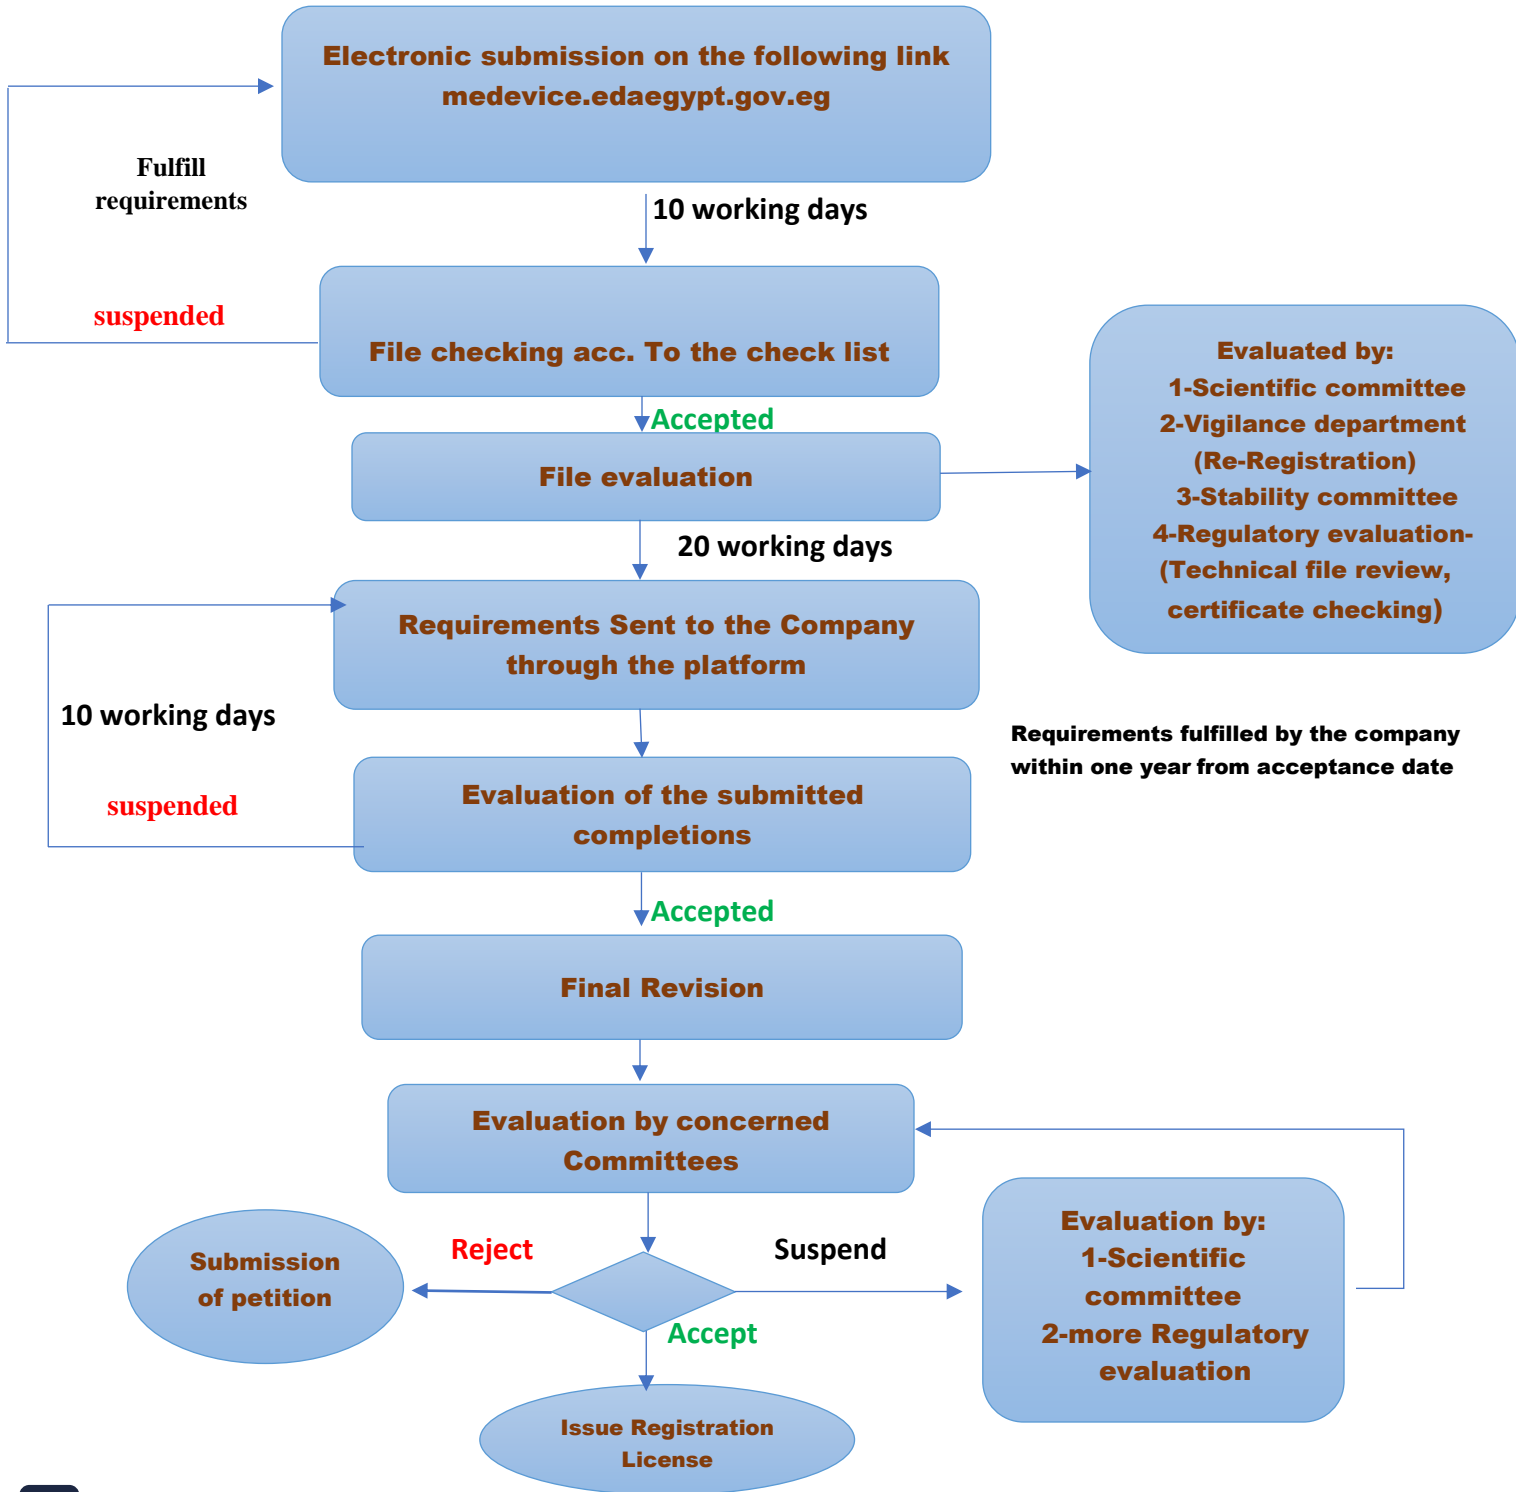 Electronic submission on the following link
medevice.edaegypt.gov.eg
Fulfill
requirements
10 working days
suspended
File checking acc. To the check list
Accepted
Evaluated by:
1-Scientific committee
2-Vigilance department
(Re-Registration)
3-Stability committee
4-Regulatory evaluation-
(Technical file review,
certificate checking)
File evaluation
20 working days
Requirements Sent to the Company
through the platform
10 working days
suspended
Requirements fulfilled by the company
within one year from acceptance date
Evaluation of the submitted
completions
Accepted
Final Revision
Evaluation by concerned
Committees
Reject
Suspend
Submission
of petition
Accept
Evaluation by:
1-Scientific
committee
2-more Regulatory
evaluation
Issue Registration
License